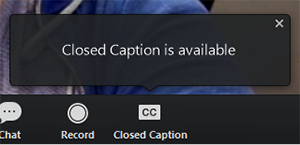 Closed Caption is available
CC
Chat Record Closed Caption